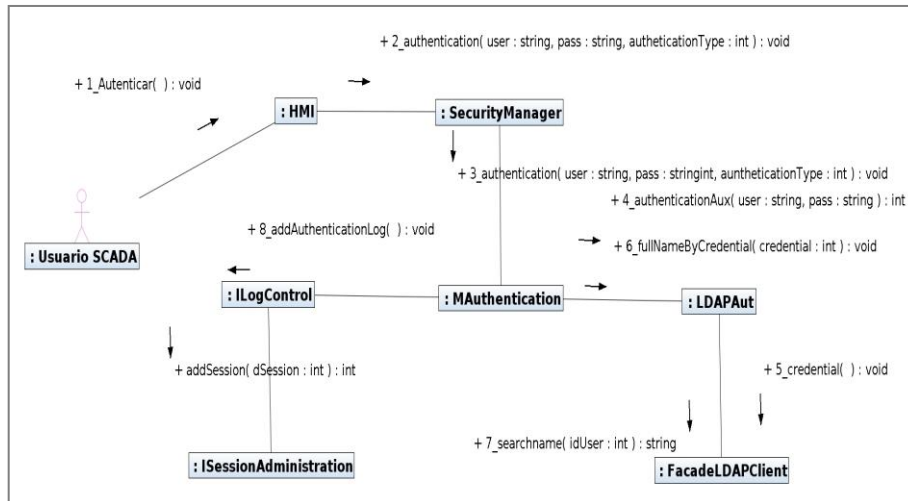 + 2_authentication( user : string, pass : string, autheticationType : int ) : void
+ 1_Autenticar(  ) : void
: HMI
: SecurityManager
+ 3_authentication( user : string, pass : stringint, auntheticationType : int ) : void
+ 4_authenticationAux( user : string, pass : string ) : int
+ 8_addAuthenticationLog(  ) : void
+ 6_fullNameByCredential( credential : int ) : void
: Usuario SCADA
: ILogControl
: MAuthentication
: LDAPAut
+ addSession( dSession : int ) : int
+ 5_credential(  ) : void
+ 7_searchname( idUser : int ) : string
: ISessionAdministration
: FacadeLDAPClient